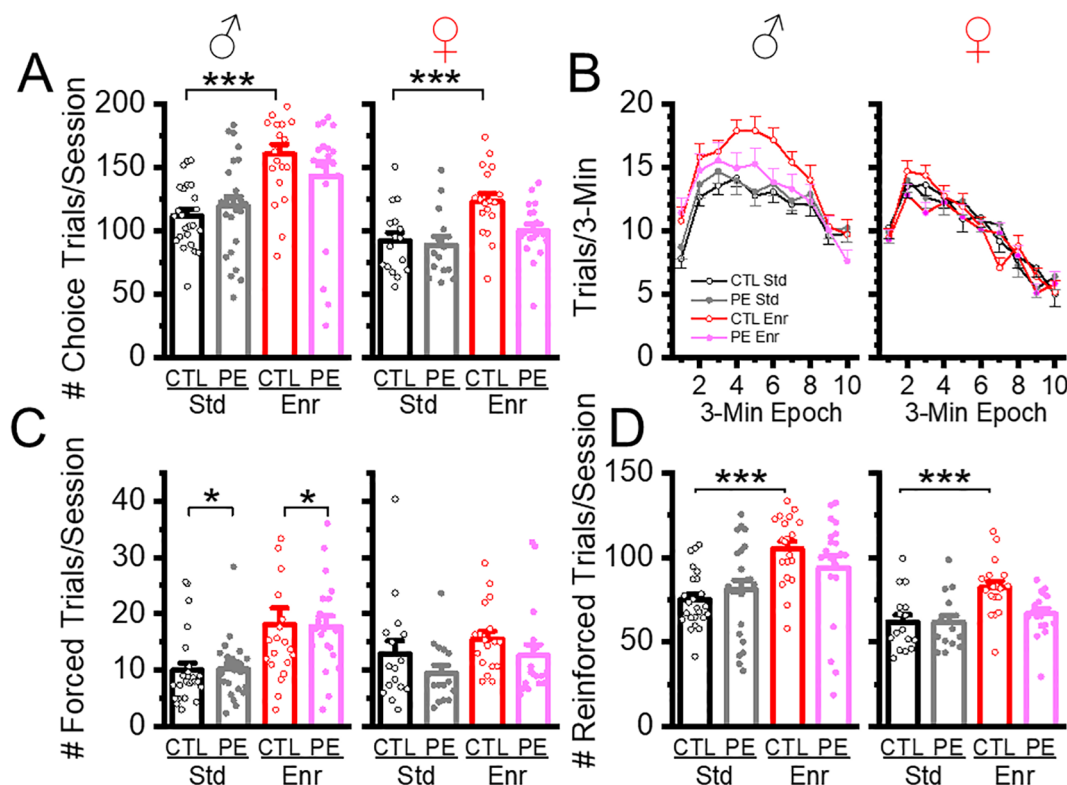 ♂ ♀ ♂ ♀
A B
*** ***
# Choice Trials/Session
200
150
100
50
0
CTL PE CTL PE CTL PE CTL PE
Std Enr Std Enr
Trials/3-Min
20
15
10
5
0
CTL Std
PE Std
CTL Enr
PE Enr
2 4 6 8 10 2 4 6 8 10
3-Min Epoch 3-Min Epoch
C D
* *
# Forced Trials/Session
40
30
20
10
0
CTL PE CTL PE CTL PE CTL PE
Std Enr Std Enr
*** ***
# Reinforced Trials/Session
150
100
50
0
CTL PE CTL PE CTL PE CTL PE
Std Enr Std Enr